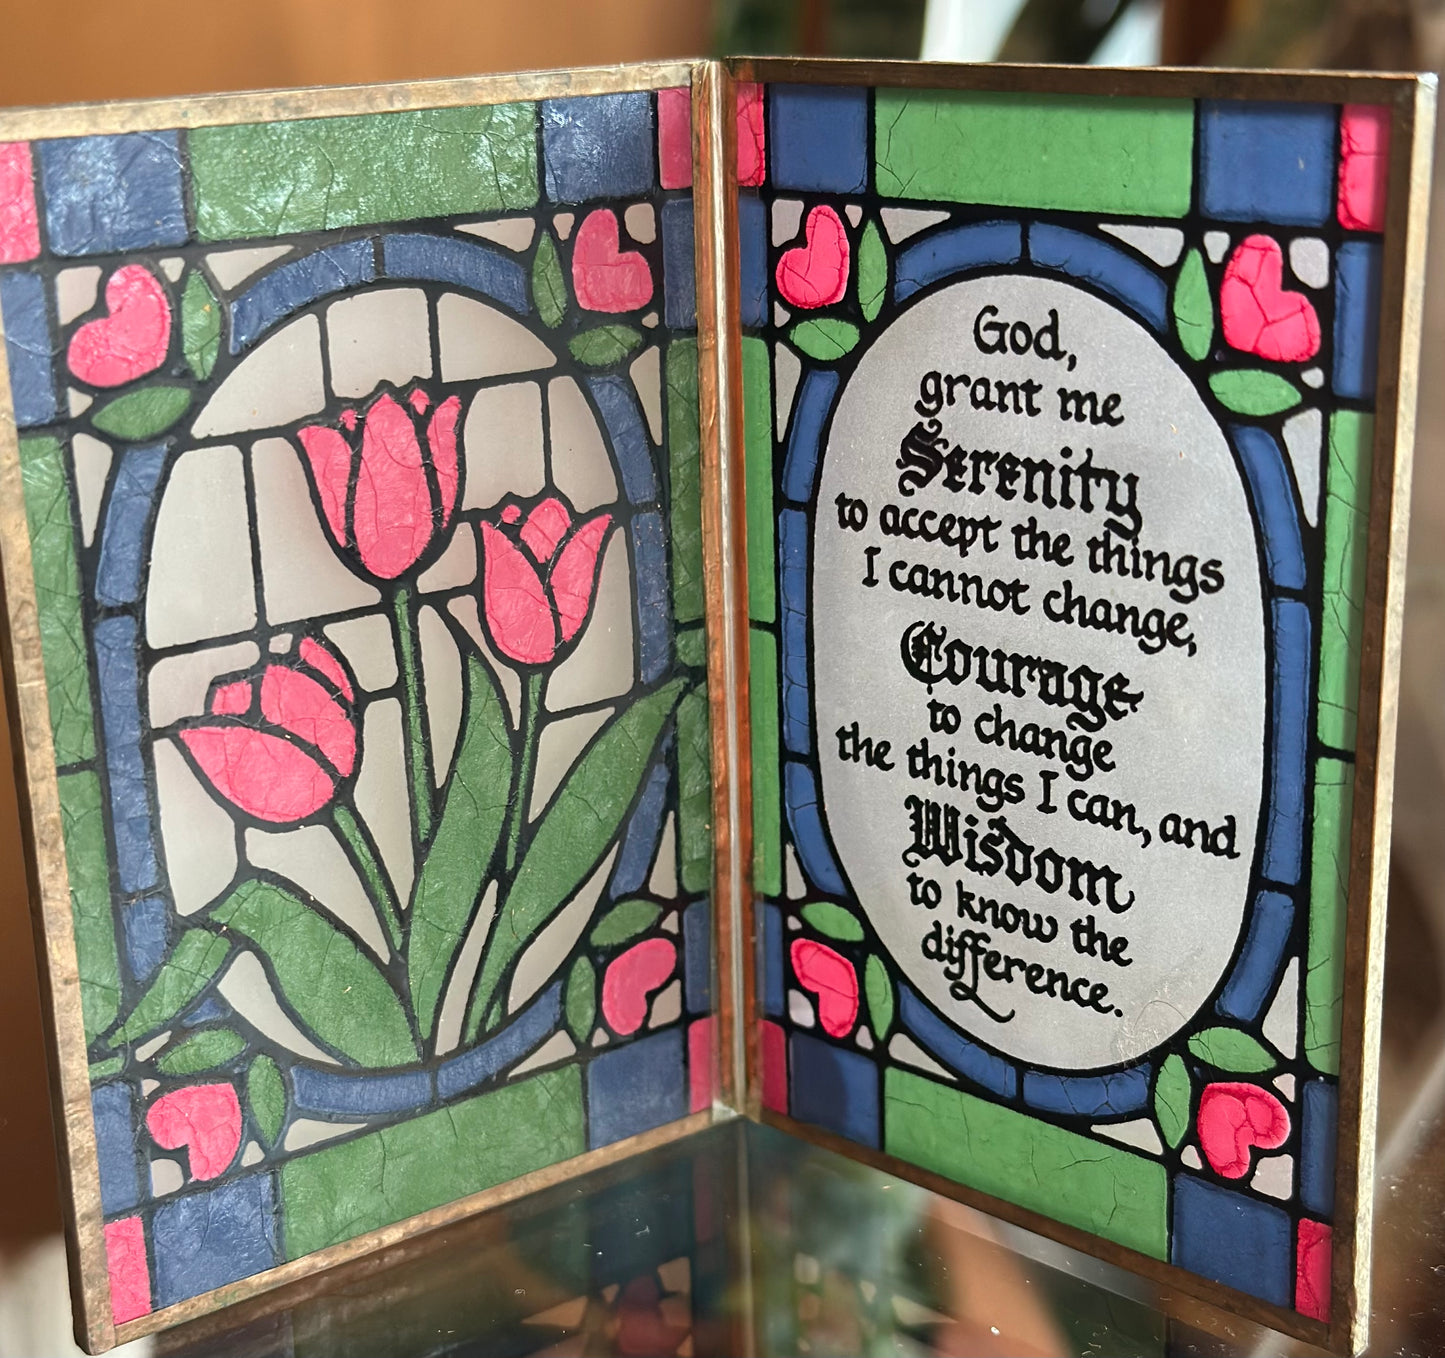 God,
grant me
Serenity
to accept the things
I cannot change,
Courage
to change
the things I can, and
Wisdom
to know the
difference.